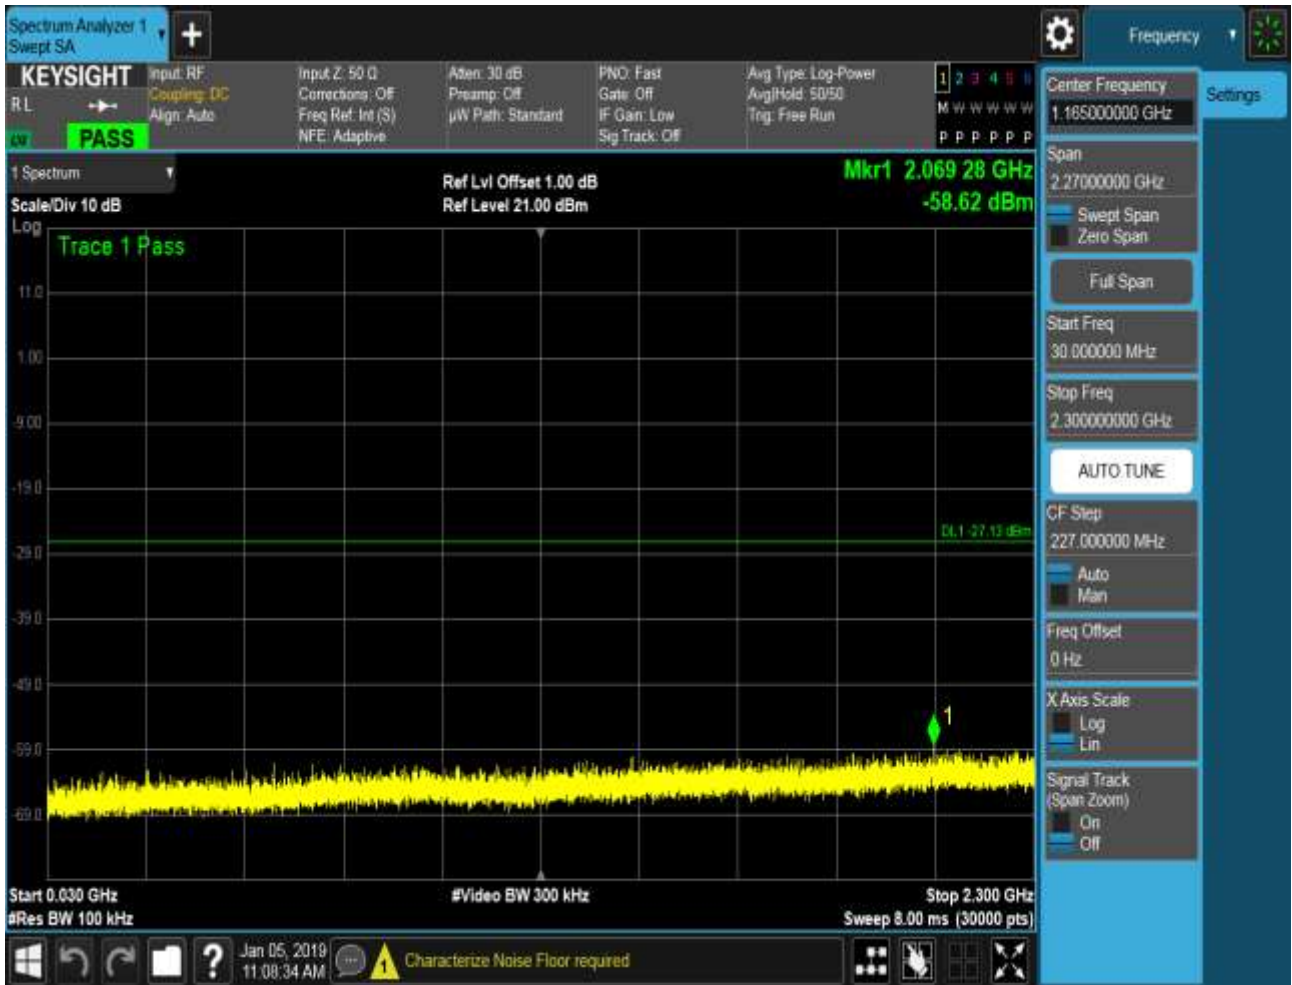 Spectrum Analyzer 1
Swept SA
Frequency
KEYSIGHT
R L
PASS
Input: RF
Coupling: DC
Align: Auto
Input Z: 50 Ω
Corrections: Off
Freq Ref: Int (S)
NFE: Adaptive
Atten: 30 dB
Preamp: Off
µW Path: Standard
PNO: Fast
Gate: Off
IF Gain: Low
Sig Track: Off
Avg Type: Log-Power
Avg|Hold: 50/50
Trig: Free Run
1 2 3 4 5 6
M W W W W W
P P P P P P
1 Spectrum
Scale/Div 10 dB
Log
Ref Lvl Offset 1.00 dB
Ref Level 21.00 dBm
Mkr1 2.069 28 GHz
-58.62 dBm
Trace 1 Pass
11.0
1.00
-9.00
-19.0
DL1 -27.13 dBm
-29.0
-39.0
-49.0
1
-59.0
-69.0
Start 0.030 GHz
#Video BW 300 kHz
Stop 2.300 GHz
#Res BW 100 kHz
Sweep 8.00 ms (30000 pts)
?
Jan 05, 2019
11:08:34 AM
1
Characterize Noise Floor required
Center Frequency
1.165000000 GHz
Settings
Span
2.27000000 GHz
Swept Span
Zero Span
Full Span
Start Freq
30.000000 MHz
Stop Freq
2.300000000 GHz
AUTO TUNE
CF Step
227.000000 MHz
Auto
Man
Freq Offset
0 Hz
X Axis Scale
Log
Lin
Signal Track
(Span Zoom)
On
Off